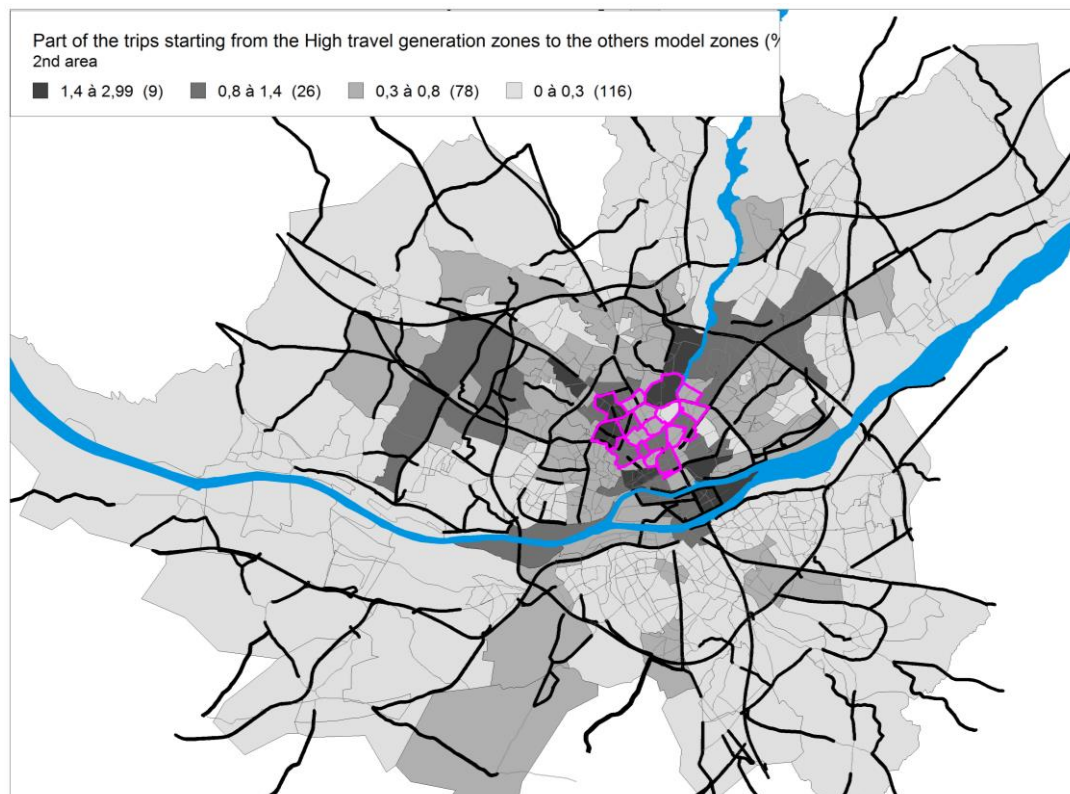 Part of the trips starting from the High travel generation zones to the others model zones (%
2nd area
1,4 à 2,99 (9) 0,8 à 1,4 (26) 0,3 à 0,8 (78) 0 à 0,3 (116)